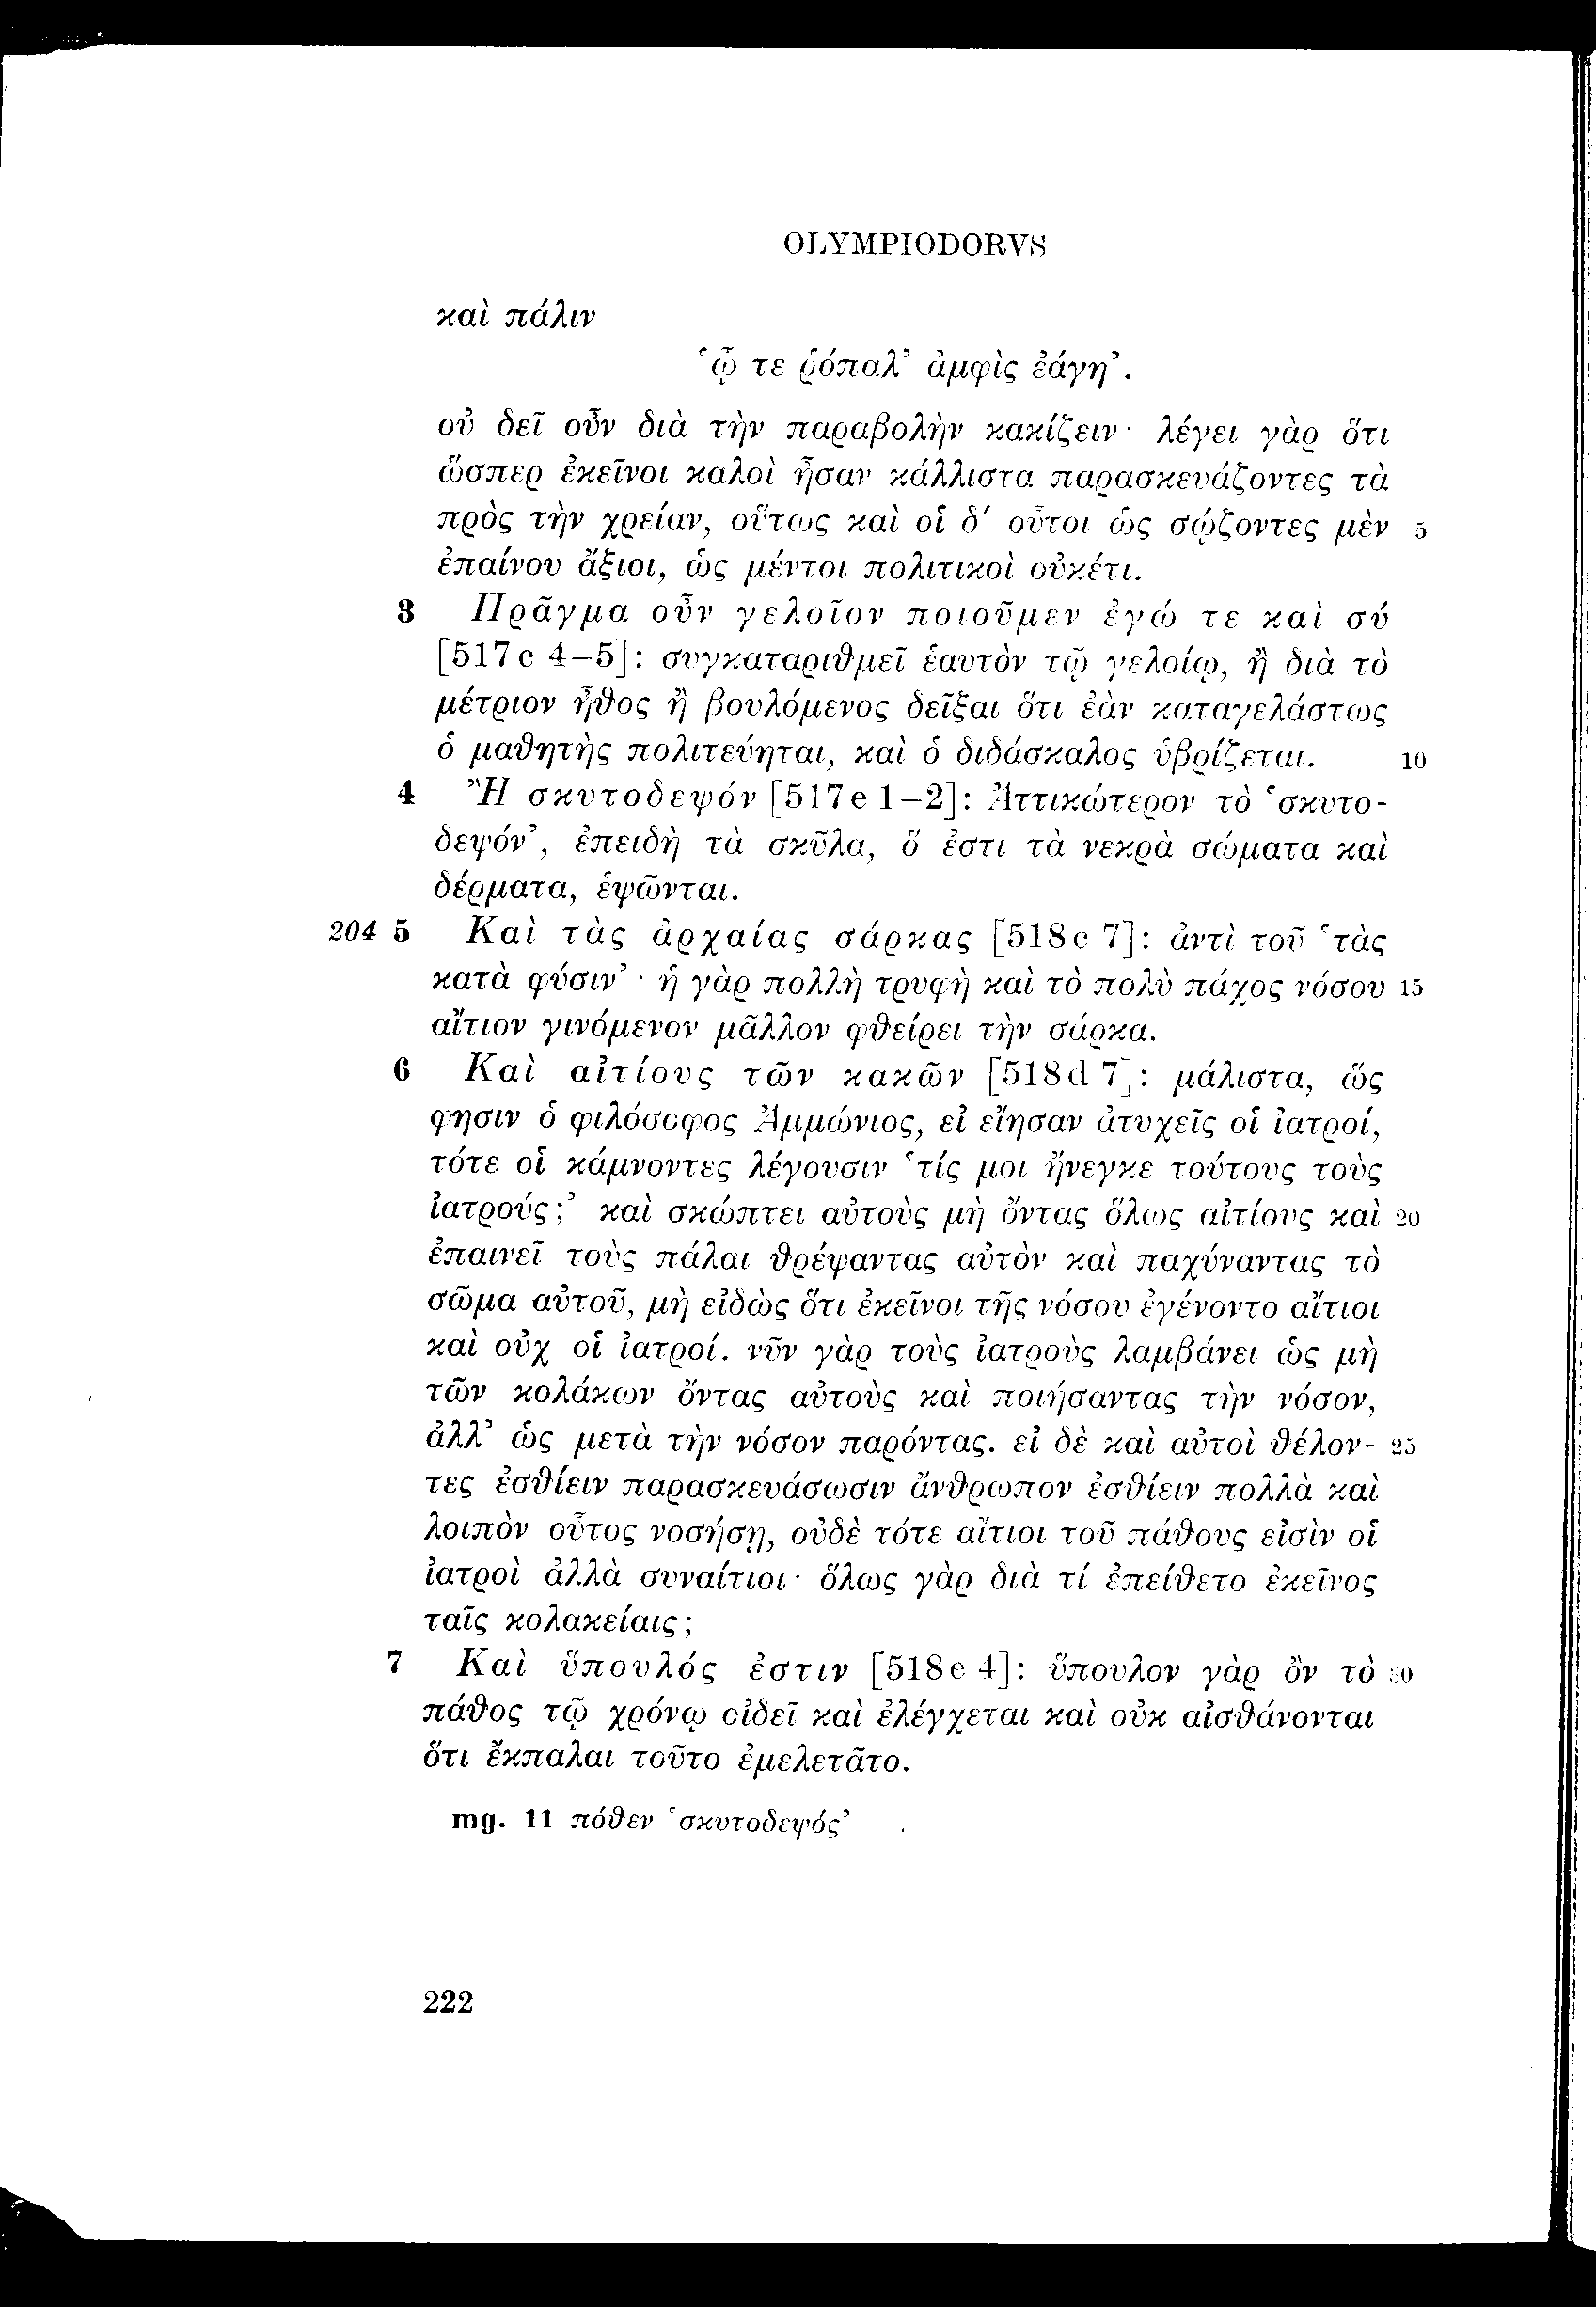 OLYMPIODORVS
καὶ πάλιν
‘ᾧ τε ῥόπαλ’ ἀμφὶς ἐάγη’.
οὐ δεῖ οὖν διὰ τὴν παραβολὴν κακίζειν· λέγει γὰρ ὅτι
ὥσπερ ἐκεῖνοι καλοὶ ἦσαν κάλλιστα παρασκευάζοντες τὰ
πρὸς τὴν χρείαν, οὕτως καὶ οἱ δ′ οὗτοι ὡς σῴζοντες μὲν 5
ἐπαίνου ἄξιοι, ὡς μέντοι πολιτικοὶ οὐκέτι.
3 Πρᾶγμα οὖν γελοῖον ποιοῦμεν ἐγώ τε καὶ σύ
[517c 4–5]: συγκαταριθμεῖ ἑαυτὸν τῷ γελοίῳ, ἢ διὰ τὸ
μέτριον ἦθος ἢ βουλόμενος δεῖξαι ὅτι ἐὰν καταγελάστως
ὁ μαθητὴς πολιτεύηται, καὶ ὁ διδάσκαλος ὑβρίζεται. 10
4 Ἢ σκυτοδεψόν [517e 1–2]: Ἀττικώτερον τὸ ‘σκυτο-
δεψόν’, ἐπειδὴ τὰ σκῦλα, ὅ ἐστι τὰ νεκρὰ σώματα καὶ
δέρματα, ἑψῶνται.
204 5 Καὶ τὰς ἀρχαίας σάρκας [518c 7]: ἀντὶ τοῦ ‘τὰς
κατὰ φύσιν’· ἡ γὰρ πολλὴ τρυφὴ καὶ τὸ πολὺ πάχος νόσου 15
αἴτιον γινόμενον μᾶλλον φθείρει τὴν σάρκα.
6 Καὶ αἰτίους τῶν κακῶν [518d 7]: μάλιστα, ὥς
φησιν ὁ φιλόσοφος Ἀμμώνιος, εἰ εἴησαν ἀτυχεῖς οἱ ἰατροί,
τότε οἱ κάμνοντες λέγουσιν ‘τίς μοι ἤνεγκε τούτους τοὺς
ἰατρούς;’ καὶ σκώπτει αὐτοὺς μὴ ὄντας ὅλως αἰτίους καὶ 20
ἐπαινεῖ τοὺς πάλαι θρέψαντας αὐτὸν καὶ παχύναντας τὸ
σῶμα αὐτοῦ, μὴ εἰδὼς ὅτι ἐκεῖνοι τῆς νόσου ἐγένοντο αἴτιοι
καὶ οὐχ οἱ ἰατροί. νῦν γὰρ τοὺς ἰατροὺς λαμβάνει ὡς μὴ
τῶν κολάκων ὄντας αὐτοὺς καὶ ποιήσαντας τὴν νόσον,
ἀλλ’ ὡς μετὰ τὴν νόσον παρόντας. εἰ δὲ καὶ αὐτοὶ θέλον- 25
τες ἐσθίειν παρασκευάσωσιν ἄνθρωπον ἐσθίειν πολλὰ καὶ
λοιπὸν οὗτος νοσήσῃ, οὐδὲ τότε αἴτιοι τοῦ πάθους εἰσὶν οἱ
ἰατροὶ ἀλλὰ συναίτιοι· ὅλως γὰρ διὰ τί ἐπείθετο ἐκεῖνος
ταῖς κολακείαις;
7 Καὶ ὕπουλός ἐστιν [518e 4]: ὕπουλον γὰρ ὂν τὸ 30
πάθος τῷ χρόνῳ οἰδεῖ καὶ ἐλέγχεται καὶ οὐκ αἰσθάνονται
ὅτι ἔκπαλαι τοῦτο ἐμελετᾶτο.
mg. 11 πόθεν ‘σκυτοδεψός’
222